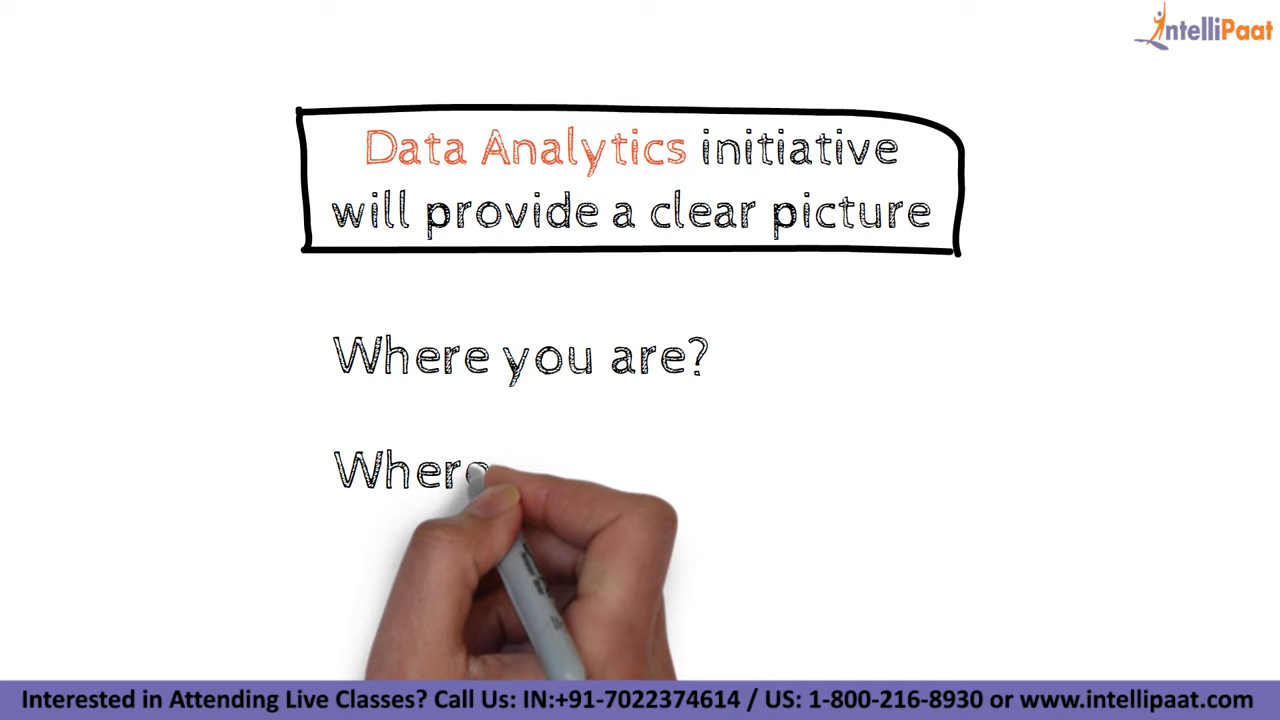 IntelliPaat
Data Analytics initiative
will provide a clear picture
Where you are?
Where
Interested in Attending Live Classes? Call Us: IN:+91-7022374614 / US: 1-800-216-8930 or www.intellipaat.com